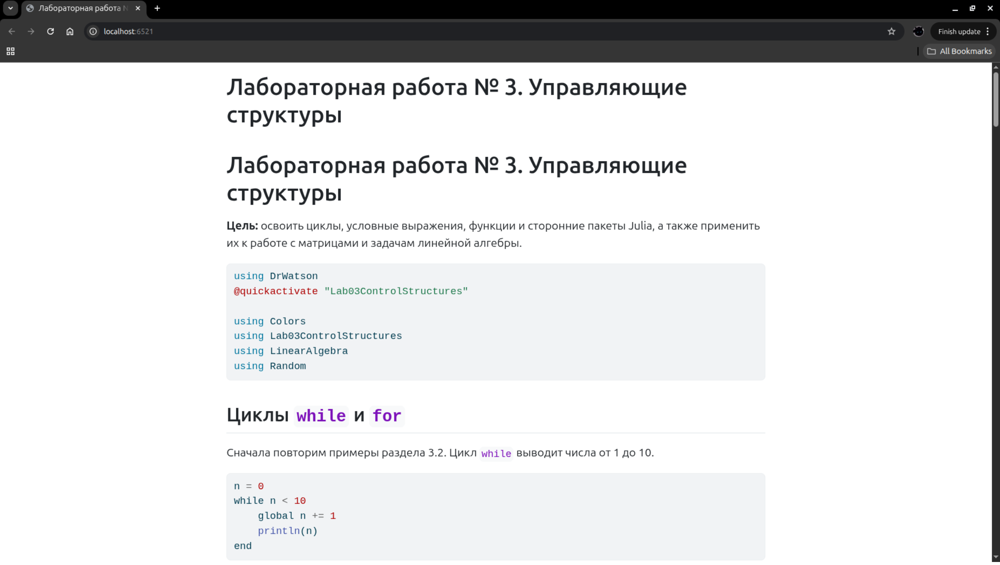 Лабораторная работа N
localhost:6521
Finish update
All Bookmarks
Лабораторная работа № 3. Управляющие
структуры
Лабораторная работа № 3. Управляющие
структуры
Цель: освоить циклы, условные выражения, функции и сторонние пакеты Julia, а также применить
их к работе с матрицами и задачам линейной алгебры.
using DrWatson
@quickactivate "Lab03ControlStructures"
using Colors
using Lab03ControlStructures
using LinearAlgebra
using Random
Циклы while и for
Сначала повторим примеры раздела 3.2. Цикл while выводит числа от 1 до 10.
n = 0
while n < 10
    global n += 1
    println(n)
end